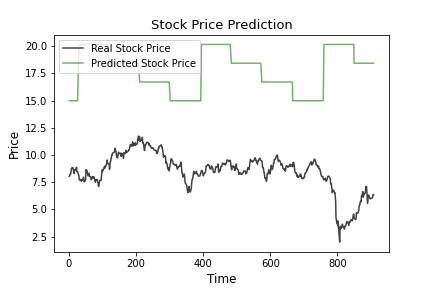 Stock Price Prediction
Real Stock Price
Predicted Stock Price
20.0
17.5
15.0
12.5
10.0
7.5
5.0
2.5
Price
0 200 400 600 800
Time